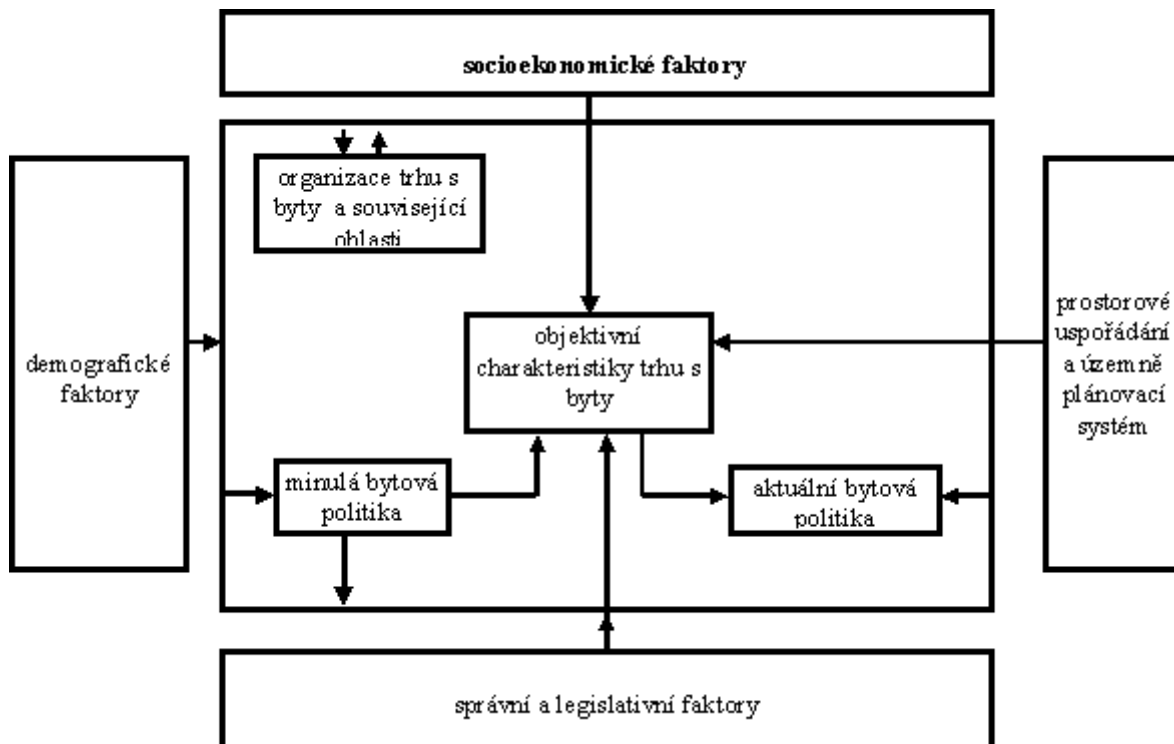 socioekonomické faktory
organizace trhu s
byty a související
oblasti
demografické
faktory
objektivní
charakteristiky trhu s
byty
prostorové
uspořádání
a územně
plánovací
systém
minulá bytová
politika
aktuální bytová
politika
správní a legislativní faktory